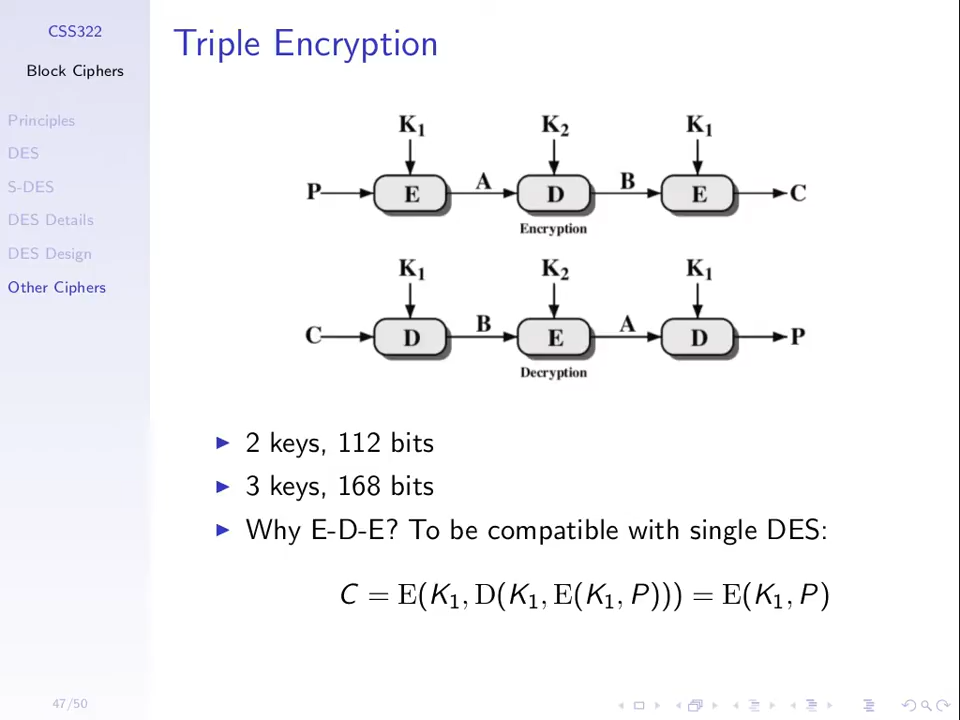 CSS322
Block Ciphers
Principles
DES
S-DES
DES Details
DES Design
Other Ciphers
47/50
Triple Encryption
K₁ K₂ K₁
P E A D B E C
Encryption
K₁ K₂ K₁
C D B E A D P
Decryption
2 keys, 112 bits
3 keys, 168 bits
Why E-D-E? To be compatible with single DES:
C = E(K₁, D(K₁, E(K₁, P))) = E(K₁, P)